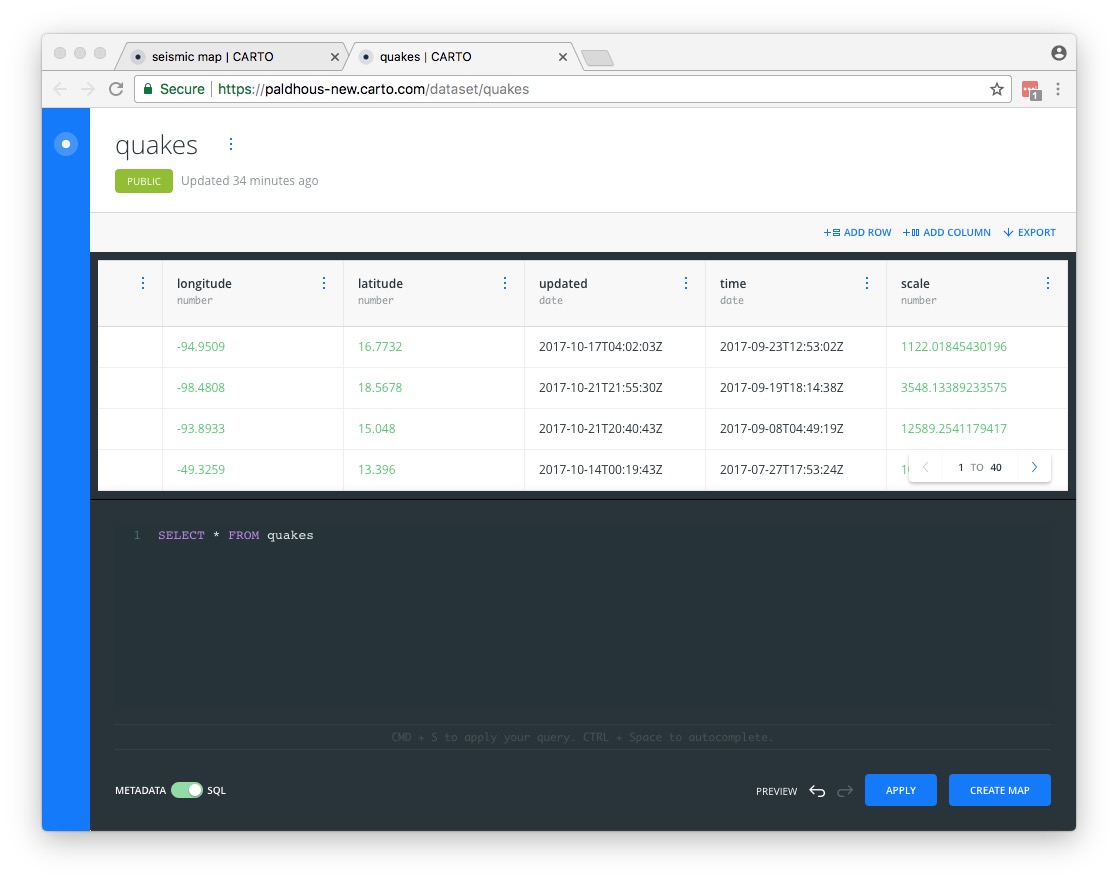 seismic map | CARTO
quakes | CARTO
Secure https://paldhous-new.carto.com/dataset/quakes
1
quakes
PUBLIC Updated 34 minutes ago
ADD ROW ADD COLUMN EXPORT
longitude latitude updated time scale
number number date date number
-94.9509 16.7732 2017-10-17T04:02:03Z 2017-09-23T12:53:02Z 1122.01845430196
-98.4808 18.5678 2017-10-21T21:55:30Z 2017-09-19T18:14:38Z 3548.13389233575
-93.8933 15.048 2017-10-21T20:40:43Z 2017-09-08T04:49:19Z 12589.2541179417
-49.3259 13.396 2017-10-14T00:19:43Z 2017-07-27T17:53:24Z
1 TO 40
1 SELECT * FROM quakes
CMD + S to apply your query. CTRL + Space to autocomplete.
METADATA SQL PREVIEW APPLY CREATE MAP